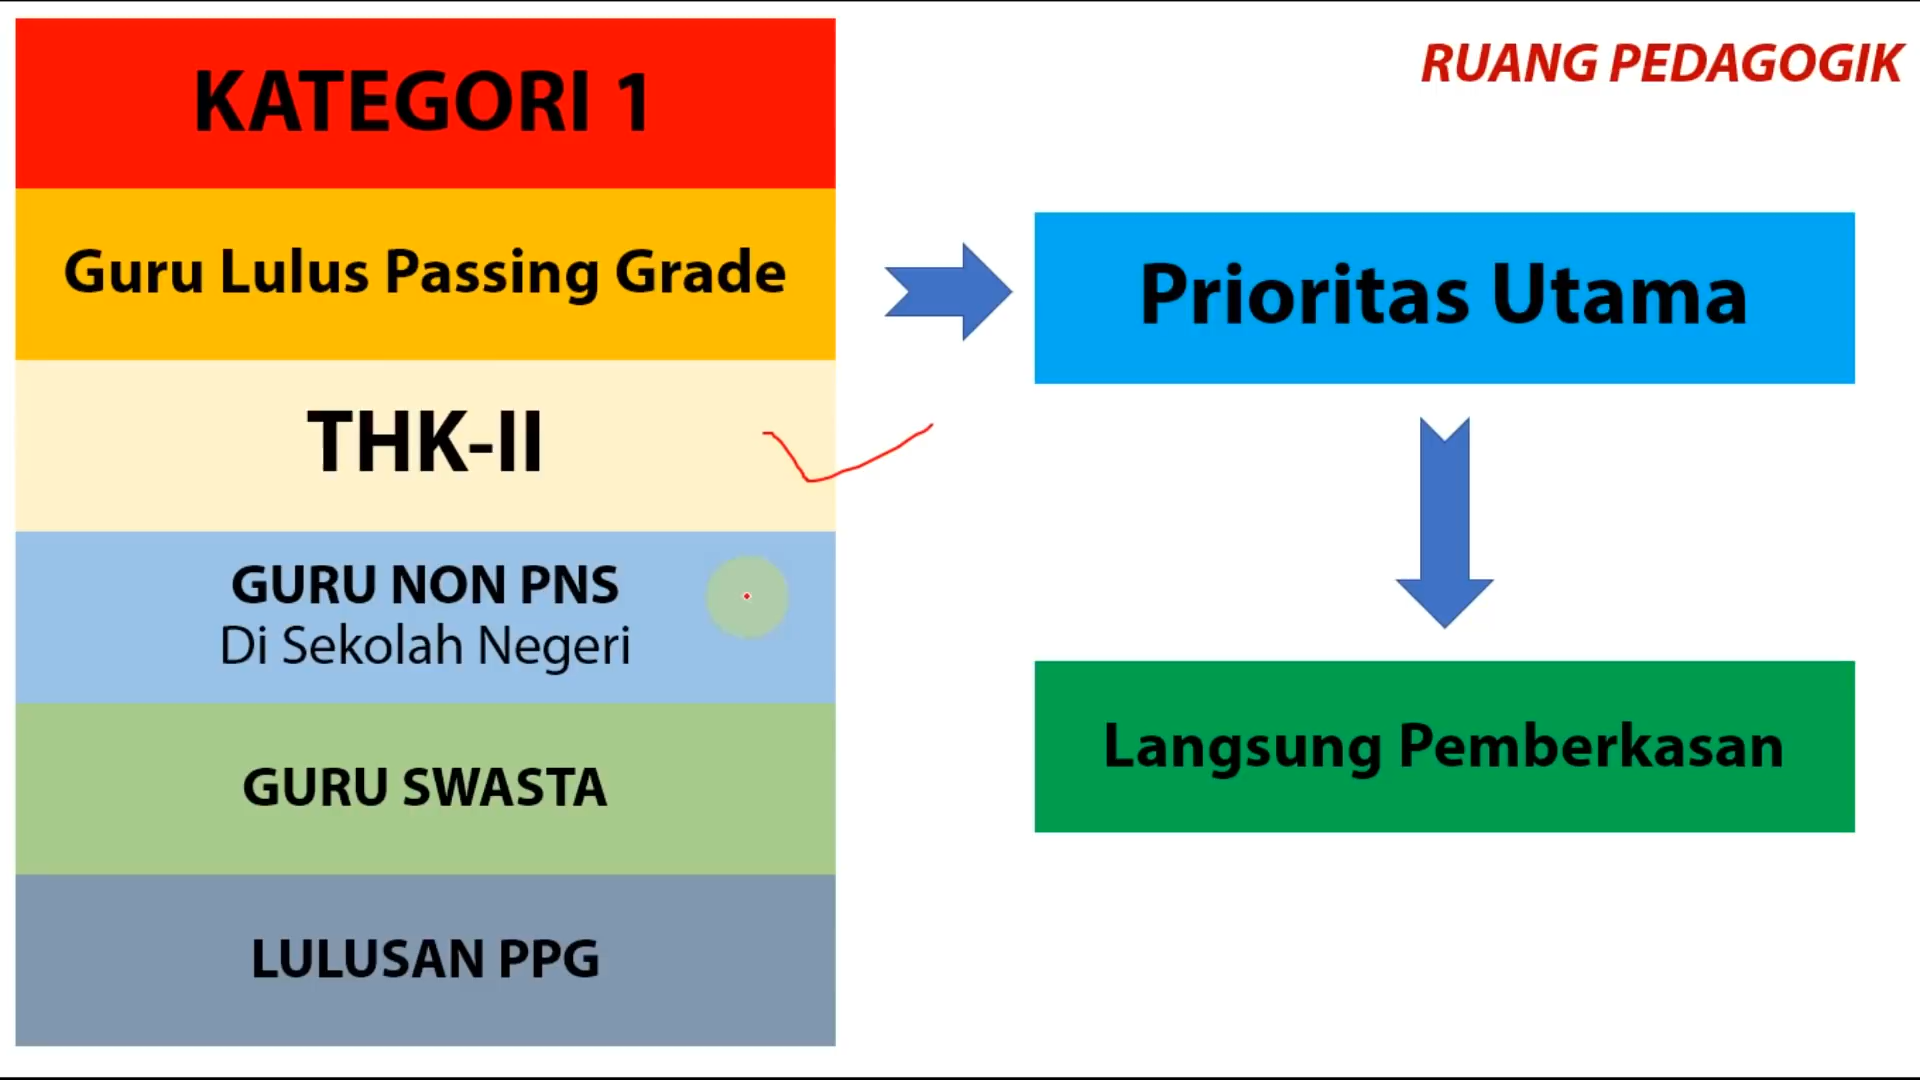 KATEGORI 1
Guru Lulus Passing Grade
THK-II
GURU NON PNS
Di Sekolah Negeri
GURU SWASTA
LULUSAN PPG
RUANG PEDAGOGIK
Prioritas Utama
Langsung Pemberkasan